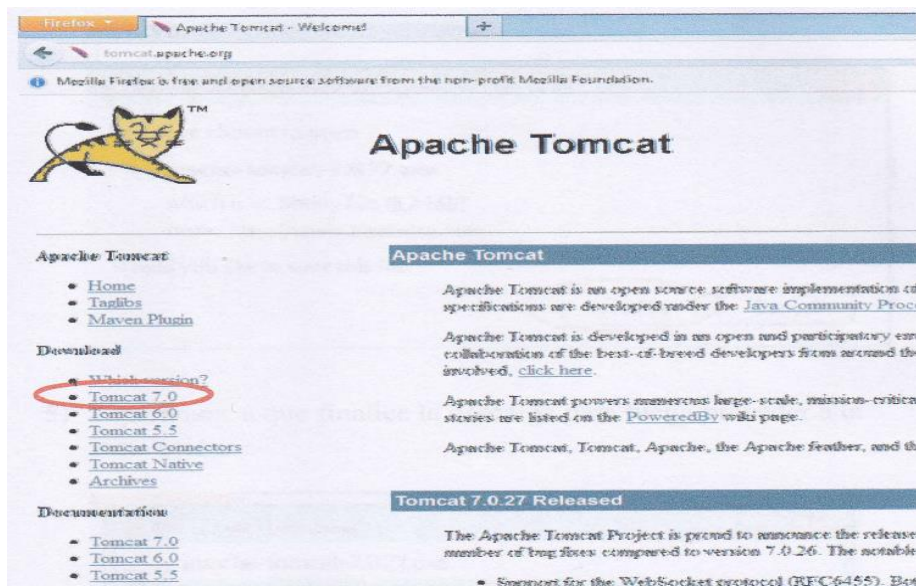 Firefox
Apache Tomcat - Welcome!
tomcat.apache.org
Mozilla Firefox is free and open source software from the non-profit Mozilla Foundation.
TM
Apache Tomcat
Apache Tomcat
Home
Taglibs
Maven Plugin
Download
Which version?
Tomcat 7.0
Tomcat 6.0
Tomcat 5.5
Tomcat Connectors
Tomcat Native
Archives
Documentation
Tomcat 7.0
Tomcat 6.0
Tomcat 5.5
Apache Tomcat
Apache Tomcat is an open source software implementation of
specifications are developed under the Java Community Proc
Apache Tomcat is developed in an open and participatory
collaboration of the best-of-breed developers from around the
involved, click here.
Apache Tomcat powers numerous large-scale, mission-critica
stories are listed on the PoweredBy wiki page.
Apache Tomcat, Tomcat, Apache, the Apache feather, and th
Tomcat 7.0.27 Released
The Apache Tomcat Project is proud to announce the release
number of bug fixes compared to version 7.0.26. The notable
Support for the WebSocket protocol (RFC6455).